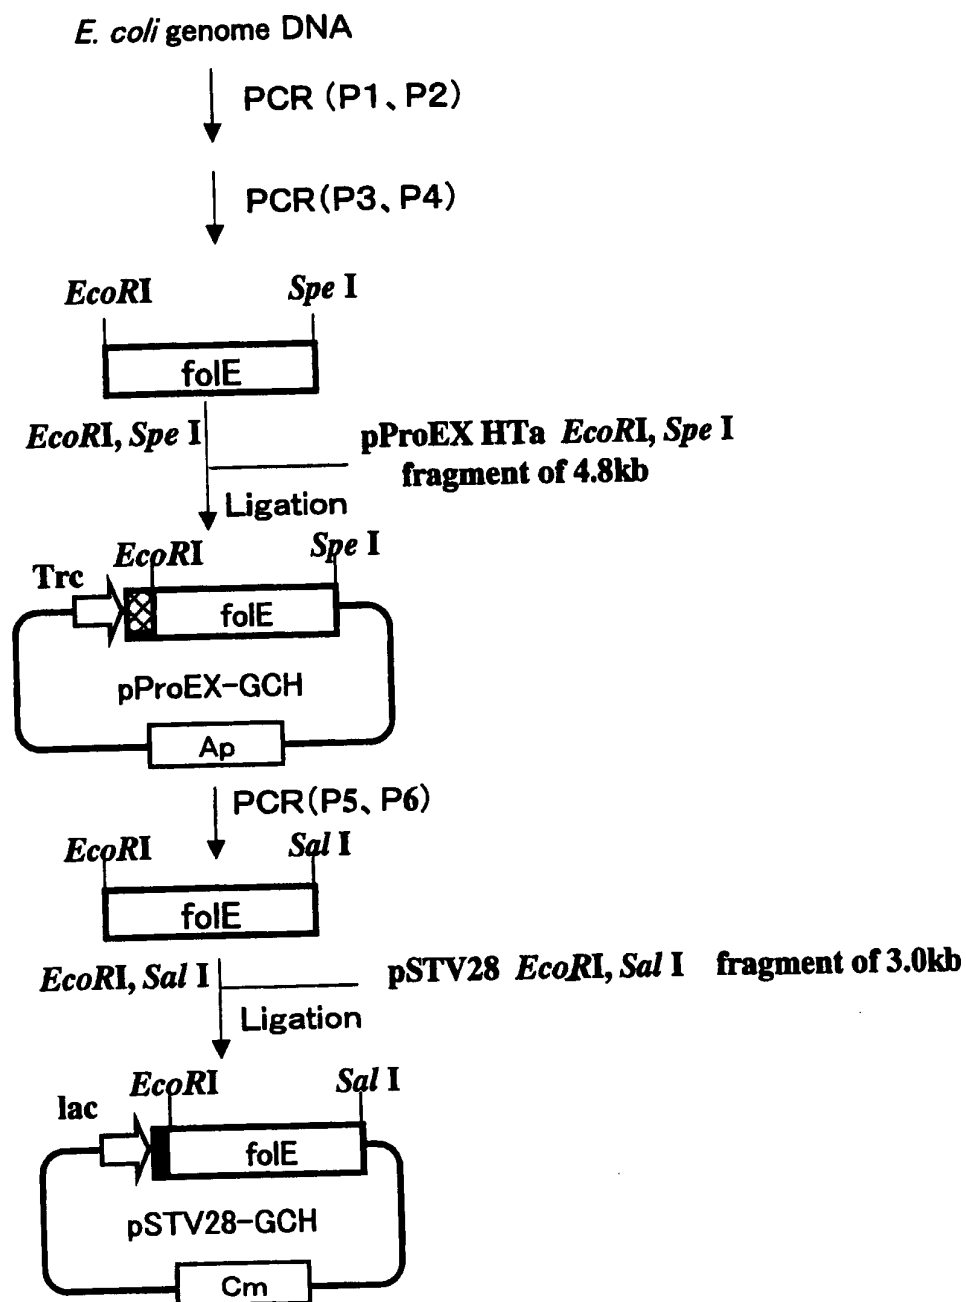 E. coli genome DNA
PCR (P1、P2)
PCR(P3、P4)
EcoRI Spe I
folE
EcoRI, Spe I pProEX HTa EcoRI, Spe I
fragment of 4.8kb
Ligation
EcoRI Spe I
Trc
folE
pProEX-GCH
Ap
PCR(P5、P6)
EcoRI Sal I
folE
EcoRI, Sal I pSTV28 EcoRI, Sal I fragment of 3.0kb
Ligation
EcoRI Sal I
lac
folE
pSTV28-GCH
Cm